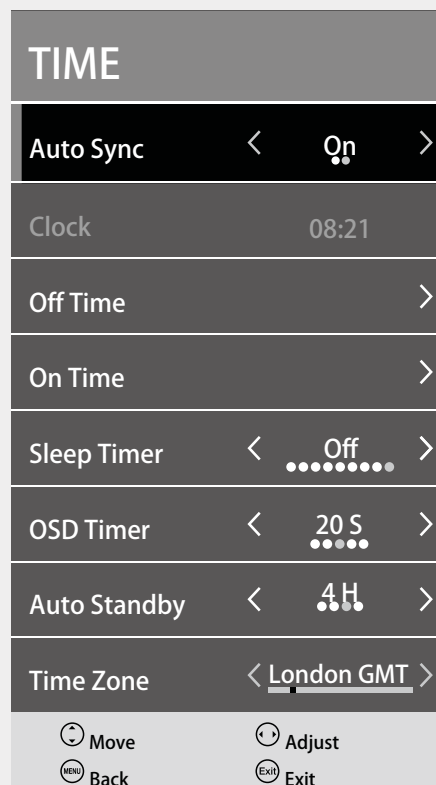 TIME
Auto Sync < On >
Clock 08:21
Off Time >
On Time >
Sleep Timer < Off >
OSD Timer < 20 S >
Auto Standby < 4 H >
Time Zone < London GMT >
Move Adjust
MENU Back Exit Exit